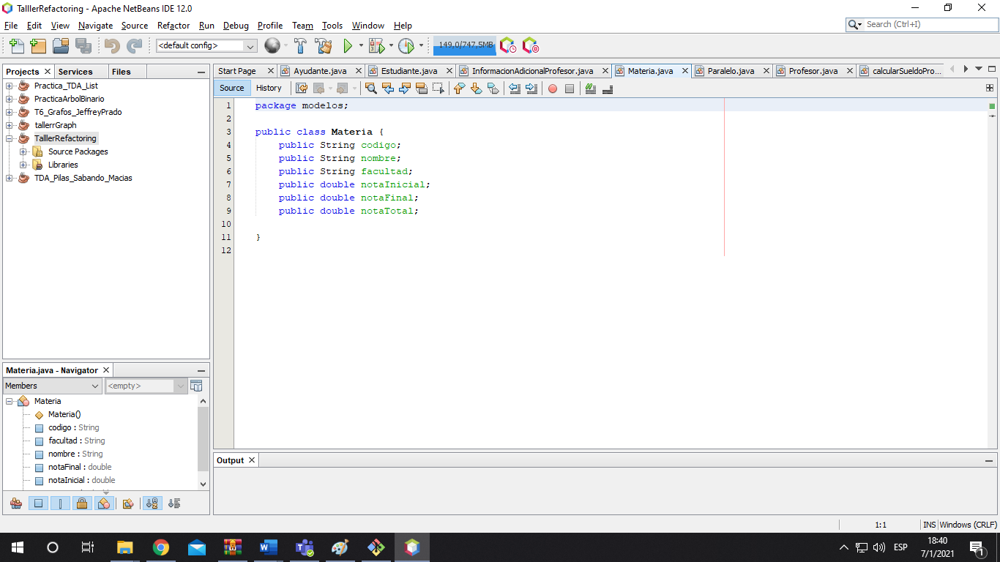 TalllerRefactoring - Apache NetBeans IDE 12.0
File Edit View Navigate Source Refactor Run Debug Profile Team Tools Window Help
Search (Ctrl+I)
<default config>
149,0/747,5MB
Projects Services Files
Practica_TDA_List
PracticaArbolBinario
T6_Grafos_JeffreyPrado
tallerrGraph
TalllerRefactoring
Source Packages
Libraries
TDA_Pilas_Sabando_Macias
Start Page Ayudante.java Estudiante.java InformacionAdicionalProfesor.java Materia.java Paralelo.java Profesor.java calcularSueldoPro...
Source History
1 package modelos;
2
3 public class Materia {
4 public String codigo;
5 public String nombre;
6 public String facultad;
7 public double notaInicial;
8 public double notaFinal;
9 public double notaTotal;
10
11 }
12
Materia.java - Navigator
Members <empty>
Materia
Materia()
codigo : String
facultad : String
nombre : String
notaFinal : double
notaInicial : double
Output
1:1 INS Windows (CRLF)
ESP
18:40
7/1/2021
1